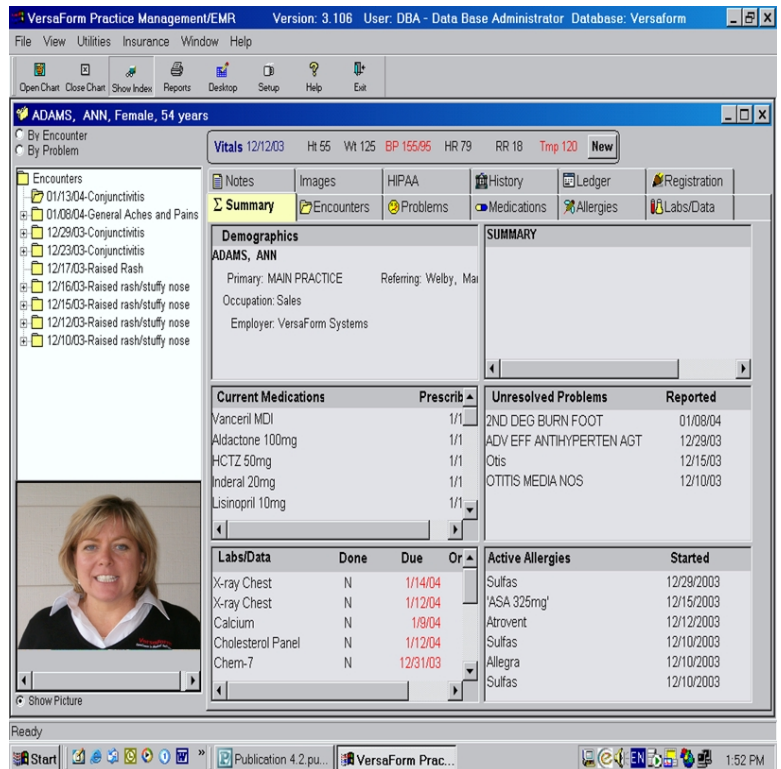 VersaForm Practice Management/EMR Version: 3.106 User: DBA - Data Base Administrator Database: Versaform
File View Utilities Insurance Window Help
Open Chart Close Chart Show Index Reports Desktop Setup Help Exit
ADAMS, ANN, Female, 54 years
By Encounter
By Problem
Vitals 12/12/03 Ht 55 Wt 125 BP 155/95 HR 79 RR 18 Tmp 120 New
Encounters
01/13/04-Conjunctivitis
01/08/04-General Aches and Pains
12/29/03-Conjunctivitis
12/23/03-Conjunctivitis
12/17/03-Raised Rash
12/16/03-Raised rash/stuffy nose
12/15/03-Raised rash/stuffy nose
12/12/03-Raised rash/stuffy nose
12/10/03-Raised rash/stuffy nose
Show Picture
Notes Images HIPAA History Ledger Registration
Σ Summary Encounters Problems Medications Allergies Labs/Data
Demographics
ADAMS, ANN
Primary: MAIN PRACTICE Referring: Welby, Mar
Occupation: Sales
Employer: VersaForm Systems
SUMMARY
Current Medications Prescrib
Vanceril MDI 1/1
Aldactone 100mg 1/1
HCTZ 50mg 1/1
Inderal 20mg 1/1
Lisinopril 10mg 1/1
Unresolved Problems Reported
2ND DEG BURN FOOT 01/08/04
ADV EFF ANTIHYPERTEN AGT 12/29/03
Otis 12/15/03
OTITIS MEDIA NOS 12/10/03
Labs/Data Done Due Or
X-ray Chest N 1/14/04
X-ray Chest N 1/12/04
Calcium N 1/9/04
Cholesterol Panel N 1/12/04
Chem-7 N 12/31/03
Active Allergies Started
Sulfas 12/29/2003
'ASA 325mg' 12/15/2003
Atrovent 12/12/2003
Sulfas 12/10/2003
Allegra 12/10/2003
Sulfas 12/10/2003
Ready
Start » Publication 4.2.pu... VersaForm Prac... EN 1:52 PM